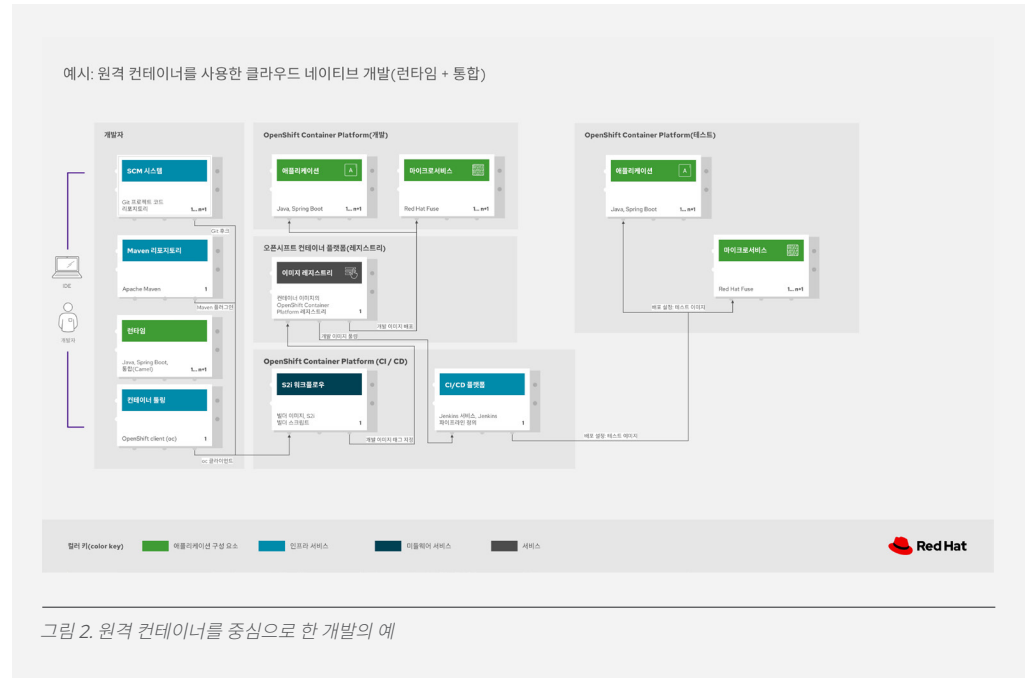 예시: 원격 컨테이너를 사용한 클라우드 네이티브 개발(런타임 + 통합)
개발자
SCM 시스템
Git 프로젝트 코드
리포지토리
1... n+1
Git 후크
Maven 리포지토리
Apache Maven
1
Maven 플러그인
런타임
Java, Spring Boot,
통합(Camel)
1... n+1
컨테이너 툴링
OpenShift client (oc)
1
oc 클라이언트
IDE
개발자
OpenShift Container Platform(개발)
애플리케이션
A
Java, Spring Boot
1... n+1
마이크로서비스
Red Hat Fuse
1... n+1
오픈시프트 컨테이너 플랫폼(레지스트리)
이미지 레지스트리
컨테이너 이미지의
OpenShift Container
Platform 레지스트리
1
개발 이미지 배포
개발 이미지 풀링
OpenShift Container Platform (CI / CD)
S2i 워크플로우
빌더 이미지, S2i
빌더 스크립트
1
개발 이미지 태그 지정
CI/CD 플랫폼
Jenkins 서비스, Jenkins
파이프라인 정의
1
배포 설정: 테스트 이미지
OpenShift Container Platform(테스트)
애플리케이션
A
Java, Spring Boot
1... n+1
마이크로서비스
Red Hat Fuse
1... n+1
배포 설정: 테스트 이미지
컬러 키(color key)
애플리케이션 구성 요소
인프라 서비스
미들웨어 서비스
서비스
Red Hat
그림 2. 원격 컨테이너를 중심으로 한 개발의 예